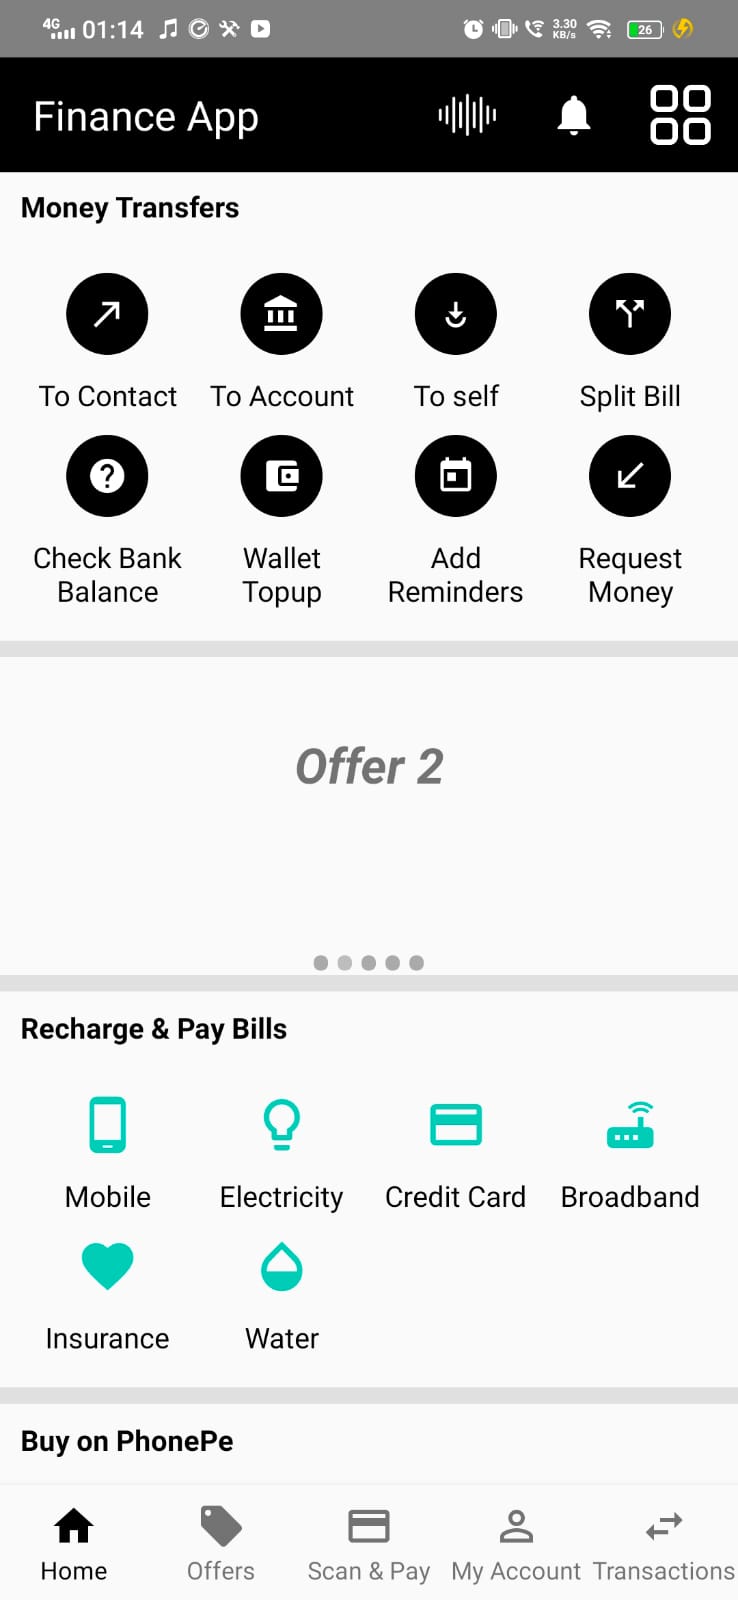 4G 01:14 3.30 KB/s 26
Finance App
Money Transfers
To Contact To Account To self Split Bill
Check Bank Balance Wallet Topup Add Reminders Request Money
Offer 2
Recharge & Pay Bills
Mobile Electricity Credit Card Broadband
Insurance Water
Buy on PhonePe
Home Offers Scan & Pay My Account Transactions